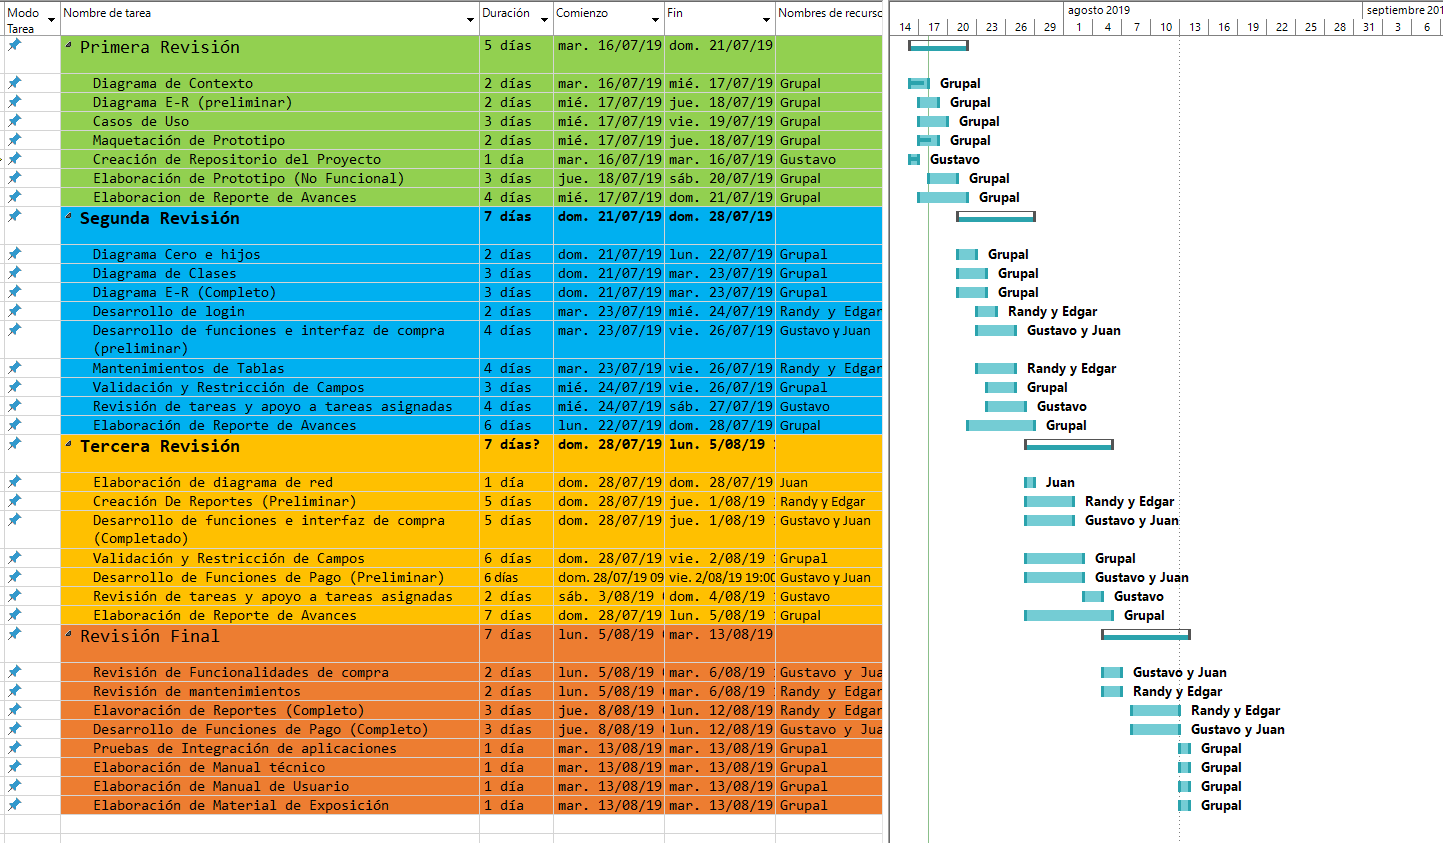 Modo Tarea Nombre de tarea Duración Comienzo Fin Nombres de recurso
agosto 2019 septiembre 201
14 17 20 23 26 29 1 4 7 10 13 16 19 22 25 28 31 3 6
Primera Revisión 5 días mar. 16/07/19 dom. 21/07/19
Diagrama de Contexto 2 días mar. 16/07/19 mié. 17/07/19 Grupal Grupal
Diagrama E-R (preliminar) 2 días mié. 17/07/19 jue. 18/07/19 Grupal Grupal
Casos de Uso 3 días mié. 17/07/19 vie. 19/07/19 Grupal Grupal
Maquetación de Prototipo 2 días mié. 17/07/19 jue. 18/07/19 Grupal Grupal
Creación de Repositorio del Proyecto 1 día mar. 16/07/19 mar. 16/07/19 Gustavo Gustavo
Elaboración de Prototipo (No Funcional) 3 días jue. 18/07/19 sáb. 20/07/19 Grupal Grupal
Elaboracion de Reporte de Avances 4 días mié. 17/07/19 dom. 21/07/19 Grupal Grupal
Segunda Revisión 7 días dom. 21/07/19 dom. 28/07/19
Diagrama Cero e hijos 2 días dom. 21/07/19 lun. 22/07/19 Grupal Grupal
Diagrama de Clases 3 días dom. 21/07/19 mar. 23/07/19 Grupal Grupal
Diagrama E-R (Completo) 3 días dom. 21/07/19 mar. 23/07/19 Grupal Grupal
Desarrollo de login 2 días mar. 23/07/19 mié. 24/07/19 Randy y Edgar Randy y Edgar
Desarrollo de funciones e interfaz de compra 4 días mar. 23/07/19 vie. 26/07/19 Gustavo y Juan Gustavo y Juan
(preliminar)
Mantenimientos de Tablas 4 días mar. 23/07/19 vie. 26/07/19 Randy y Edgar Randy y Edgar
Validación y Restricción de Campos 3 días mié. 24/07/19 vie. 26/07/19 Grupal Grupal
Revisión de tareas y apoyo a tareas asignadas 4 días mié. 24/07/19 sáb. 27/07/19 Gustavo Gustavo
Elaboración de Reporte de Avances 6 días lun. 22/07/19 dom. 28/07/19 Grupal Grupal
Tercera Revisión 7 días? dom. 28/07/19 lun. 5/08/19
Elaboración de diagrama de red 1 día dom. 28/07/19 dom. 28/07/19 Juan Juan
Creación De Reportes (Preliminar) 5 días dom. 28/07/19 jue. 1/08/19 Randy y Edgar Randy y Edgar
Desarrollo de funciones e interfaz de compra 5 días dom. 28/07/19 jue. 1/08/19 Gustavo y Juan Gustavo y Juan
(Completado)
Validación y Restricción de Campos 6 días dom. 28/07/19 vie. 2/08/19 Grupal Grupal
Desarrollo de Funciones de Pago (Preliminar) 6 días dom. 28/07/19 09 vie. 2/08/19 19:00 Gustavo y Juan Gustavo y Juan
Revisión de tareas y apoyo a tareas asignadas 2 días sáb. 3/08/19 dom. 4/08/19 Gustavo Gustavo
Elaboración de Reporte de Avances 7 días dom. 28/07/19 lun. 5/08/19 Grupal Grupal
Revisión Final 7 días lun. 5/08/19 mar. 13/08/19
Revisión de Funcionalidades de compra 2 días lun. 5/08/19 mar. 6/08/19 Gustavo y Jua Gustavo y Juan
Revisión de mantenimientos 2 días lun. 5/08/19 mar. 6/08/19 Randy y Edgar Randy y Edgar
Elavoración de Reportes (Completo) 3 días jue. 8/08/19 lun. 12/08/19 Randy y Edgar Randy y Edgar
Desarrollo de Funciones de Pago (Completo) 3 días jue. 8/08/19 lun. 12/08/19 Gustavo y Jua Gustavo y Juan
Pruebas de Integración de aplicaciones 1 día mar. 13/08/19 mar. 13/08/19 Grupal Grupal
Elaboración de Manual técnico 1 día mar. 13/08/19 mar. 13/08/19 Grupal Grupal
Elaboración de Manual de Usuario 1 día mar. 13/08/19 mar. 13/08/19 Grupal Grupal
Elaboración de Material de Exposición 1 día mar. 13/08/19 mar. 13/08/19 Grupal Grupal